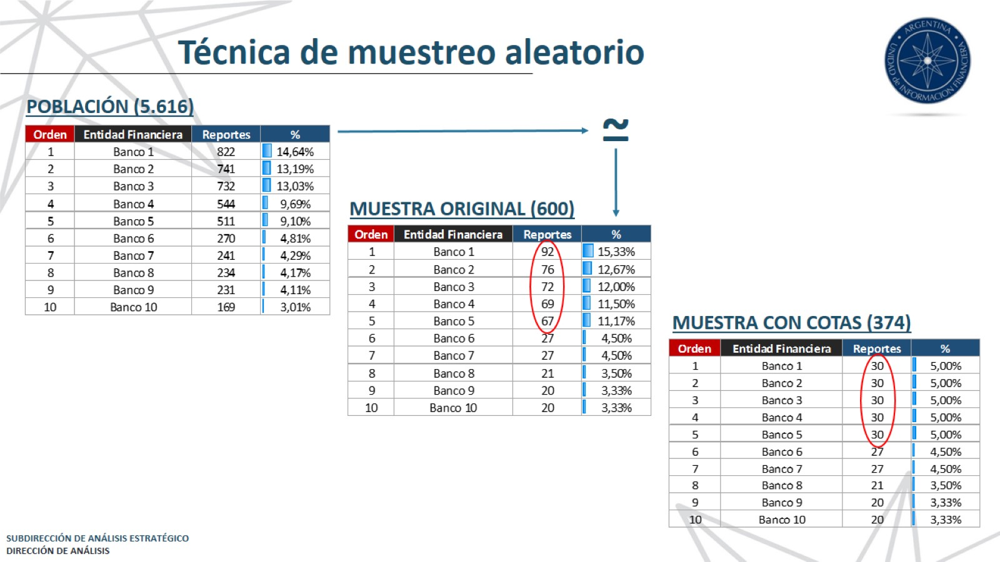 Técnica de muestreo aleatorio
ARGENTINA
UNIDAD de INFORMACION FINANCIERA
POBLACIÓN (5.616)
Orden Entidad Financiera Reportes %
1 Banco 1 822 14,64%
2 Banco 2 741 13,19%
3 Banco 3 732 13,03%
4 Banco 4 544 9,69%
5 Banco 5 511 9,10%
6 Banco 6 270 4,81%
7 Banco 7 241 4,29%
8 Banco 8 234 4,17%
9 Banco 9 231 4,11%
10 Banco 10 169 3,01%
≃
MUESTRA ORIGINAL (600)
Orden Entidad Financiera Reportes %
1 Banco 1 92 15,33%
2 Banco 2 76 12,67%
3 Banco 3 72 12,00%
4 Banco 4 69 11,50%
5 Banco 5 67 11,17%
6 Banco 6 27 4,50%
7 Banco 7 27 4,50%
8 Banco 8 21 3,50%
9 Banco 9 20 3,33%
10 Banco 10 20 3,33%
MUESTRA CON COTAS (374)
Orden Entidad Financiera Reportes %
1 Banco 1 30 5,00%
2 Banco 2 30 5,00%
3 Banco 3 30 5,00%
4 Banco 4 30 5,00%
5 Banco 5 30 5,00%
6 Banco 6 27 4,50%
7 Banco 7 27 4,50%
8 Banco 8 21 3,50%
9 Banco 9 20 3,33%
10 Banco 10 20 3,33%
SUBDIRECCIÓN DE ANÁLISIS ESTRATÉGICO
DIRECCIÓN DE ANÁLISIS